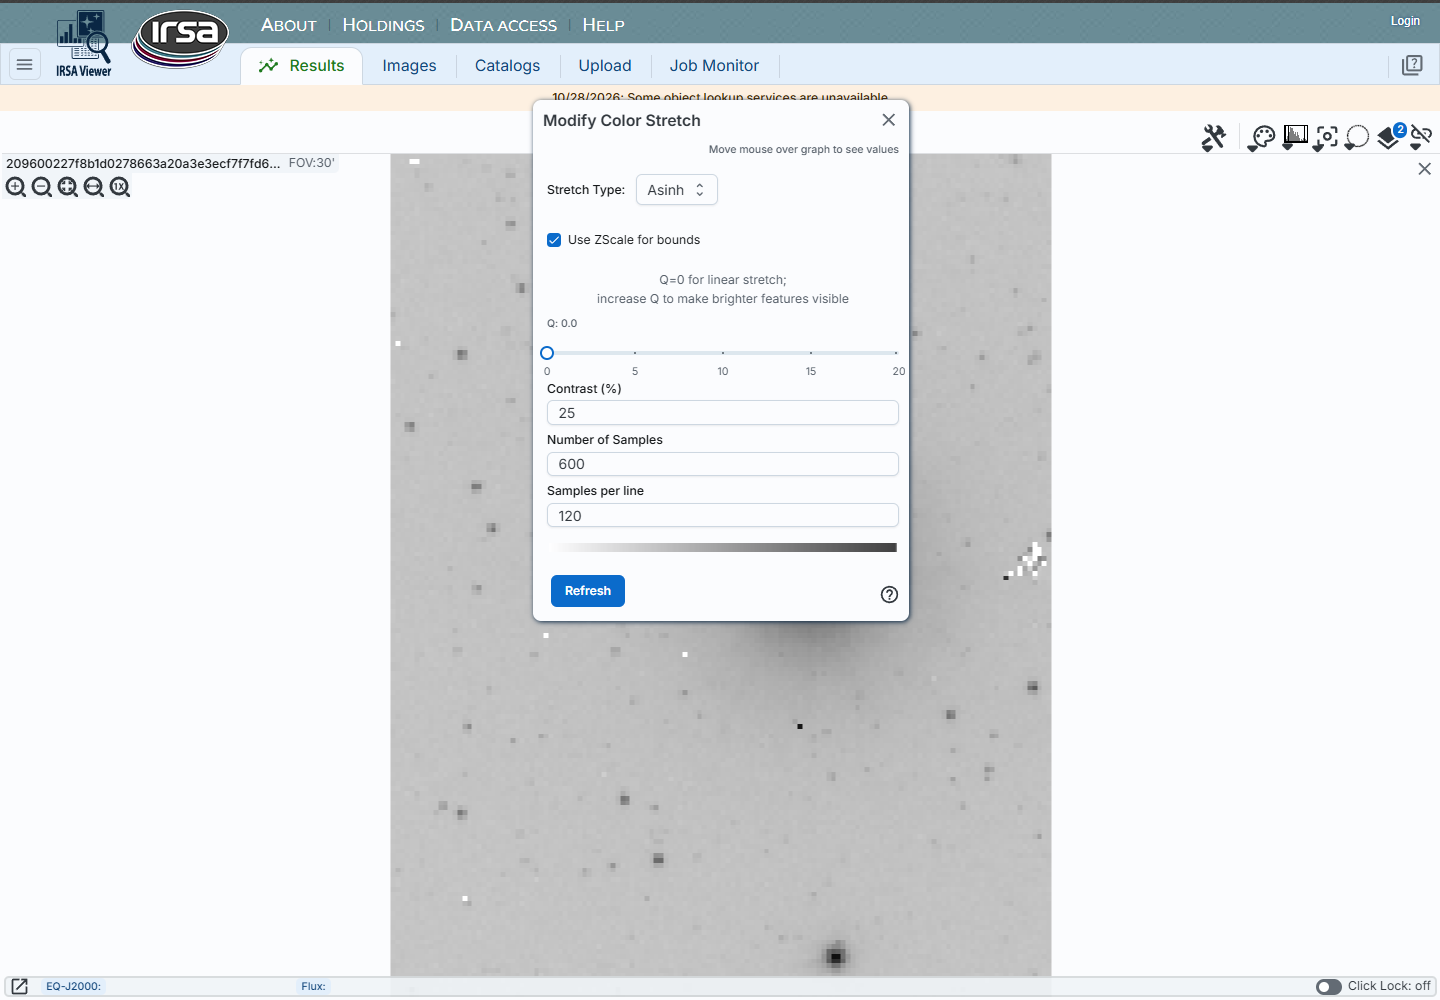 ABOUT HOLDINGS DATA ACCESS HELP
Login
IRSA Viewer
irsa
Results Images Catalogs Upload Job Monitor
10/28/2026: Some object lookup services are unavailable
Modify Color Stretch
Move mouse over graph to see values
2
209600227f8b1d0278663a20a3e3ecf7f7fd6... FOV:30'
1X
Stretch Type: Asinh
Use ZScale for bounds
Q=0 for linear stretch;
increase Q to make brighter features visible
Q: 0.0
0 5 10 15 20
Contrast (%)
25
Number of Samples
600
Samples per line
120
Refresh
EQ-J2000: Flux: Click Lock: off